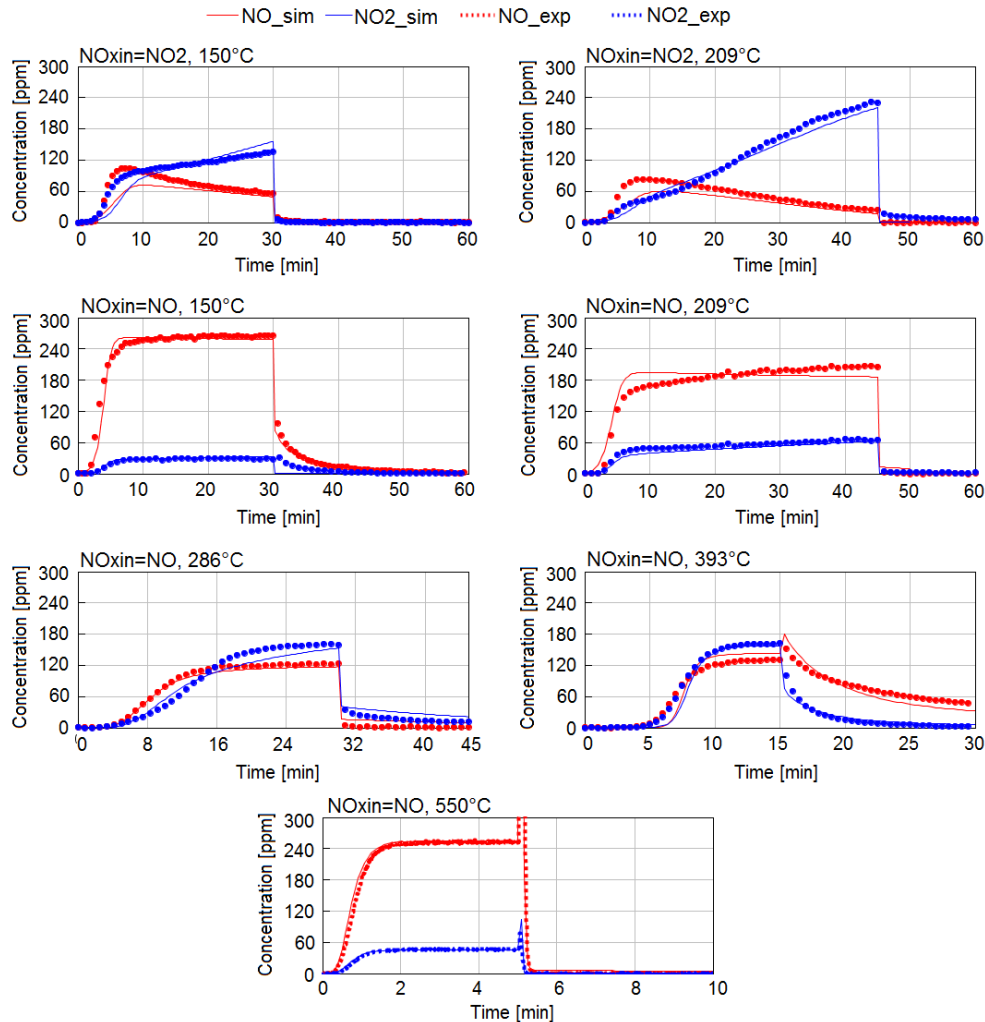 NO_sim NO2_sim NO_exp NO2_exp
NOxin=NO2, 150°C
Concentration [ppm]
300
240
180
120
60
0
0 10 20 30 40 50 60
Time [min]
NOxin=NO2, 209°C
Concentration [ppm]
300
240
180
120
60
0
0 10 20 30 40 50 60
Time [min]
NOxin=NO, 150°C
Concentration [ppm]
300
240
180
120
60
0
0 10 20 30 40 50 60
Time [min]
NOxin=NO, 209°C
Concentration [ppm]
300
240
180
120
60
0
0 10 20 30 40 50 60
Time [min]
NOxin=NO, 286°C
Concentration [ppm]
300
240
180
120
60
0
0 8 16 24 32 40 45
Time [min]
NOxin=NO, 393°C
Concentration [ppm]
300
240
180
120
60
0
0 5 10 15 20 25 30
Time [min]
NOxin=NO, 550°C
Concentration [ppm]
300
240
180
120
60
0
0 2 4 6 8 10
Time [min]